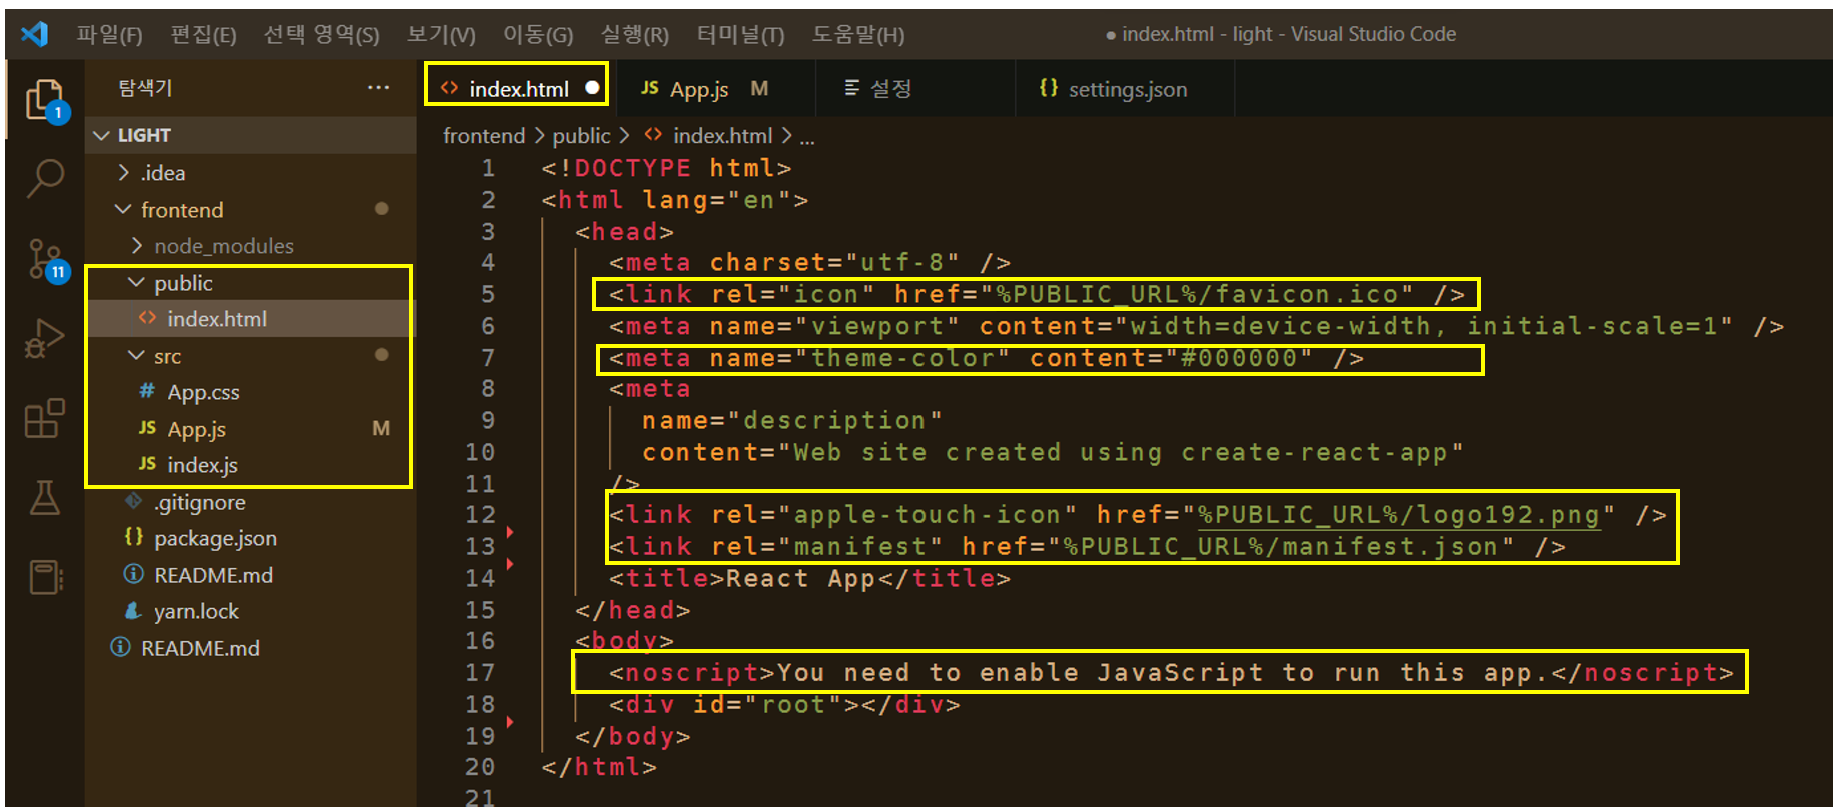 파일(F) 편집(E) 선택 영역(S) 보기(V) 이동(G) 실행(R) 터미널(T) 도움말(H) ● index.html - light - Visual Studio Code
탐색기 ...
1
11
LIGHT
.idea
frontend
node_modules
public
index.html
src
# App.css
JS App.js M
JS index.js
.gitignore
{} package.json
README.md
yarn.lock
README.md
<> index.html ● JS App.js M 설정 {} settings.json
frontend > public > <> index.html > ...
1 <!DOCTYPE html>
2 <html lang="en">
3 <head>
4 <meta charset="utf-8" />
5 <link rel="icon" href="%PUBLIC_URL%/favicon.ico" />
6 <meta name="viewport" content="width=device-width, initial-scale=1" />
7 <meta name="theme-color" content="#000000" />
8 <meta
9 name="description"
10 content="Web site created using create-react-app"
11 />
12 <link rel="apple-touch-icon" href="%PUBLIC_URL%/logo192.png" />
13 <link rel="manifest" href="%PUBLIC_URL%/manifest.json" />
14 <title>React App</title>
15 </head>
16 <body>
17 <noscript>You need to enable JavaScript to run this app.</noscript>
18 <div id="root"></div>
19 </body>
20 </html>
21